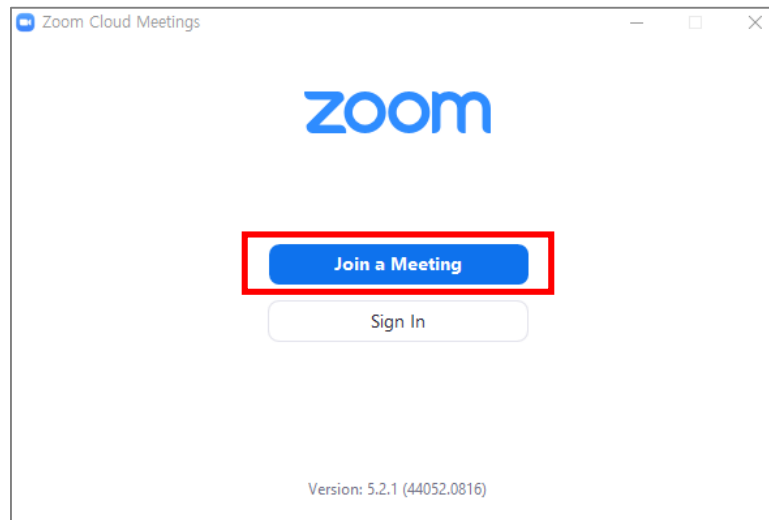 Zoom Cloud Meetings
zoom
Join a Meeting
Sign In
Version: 5.2.1 (44052.0816)